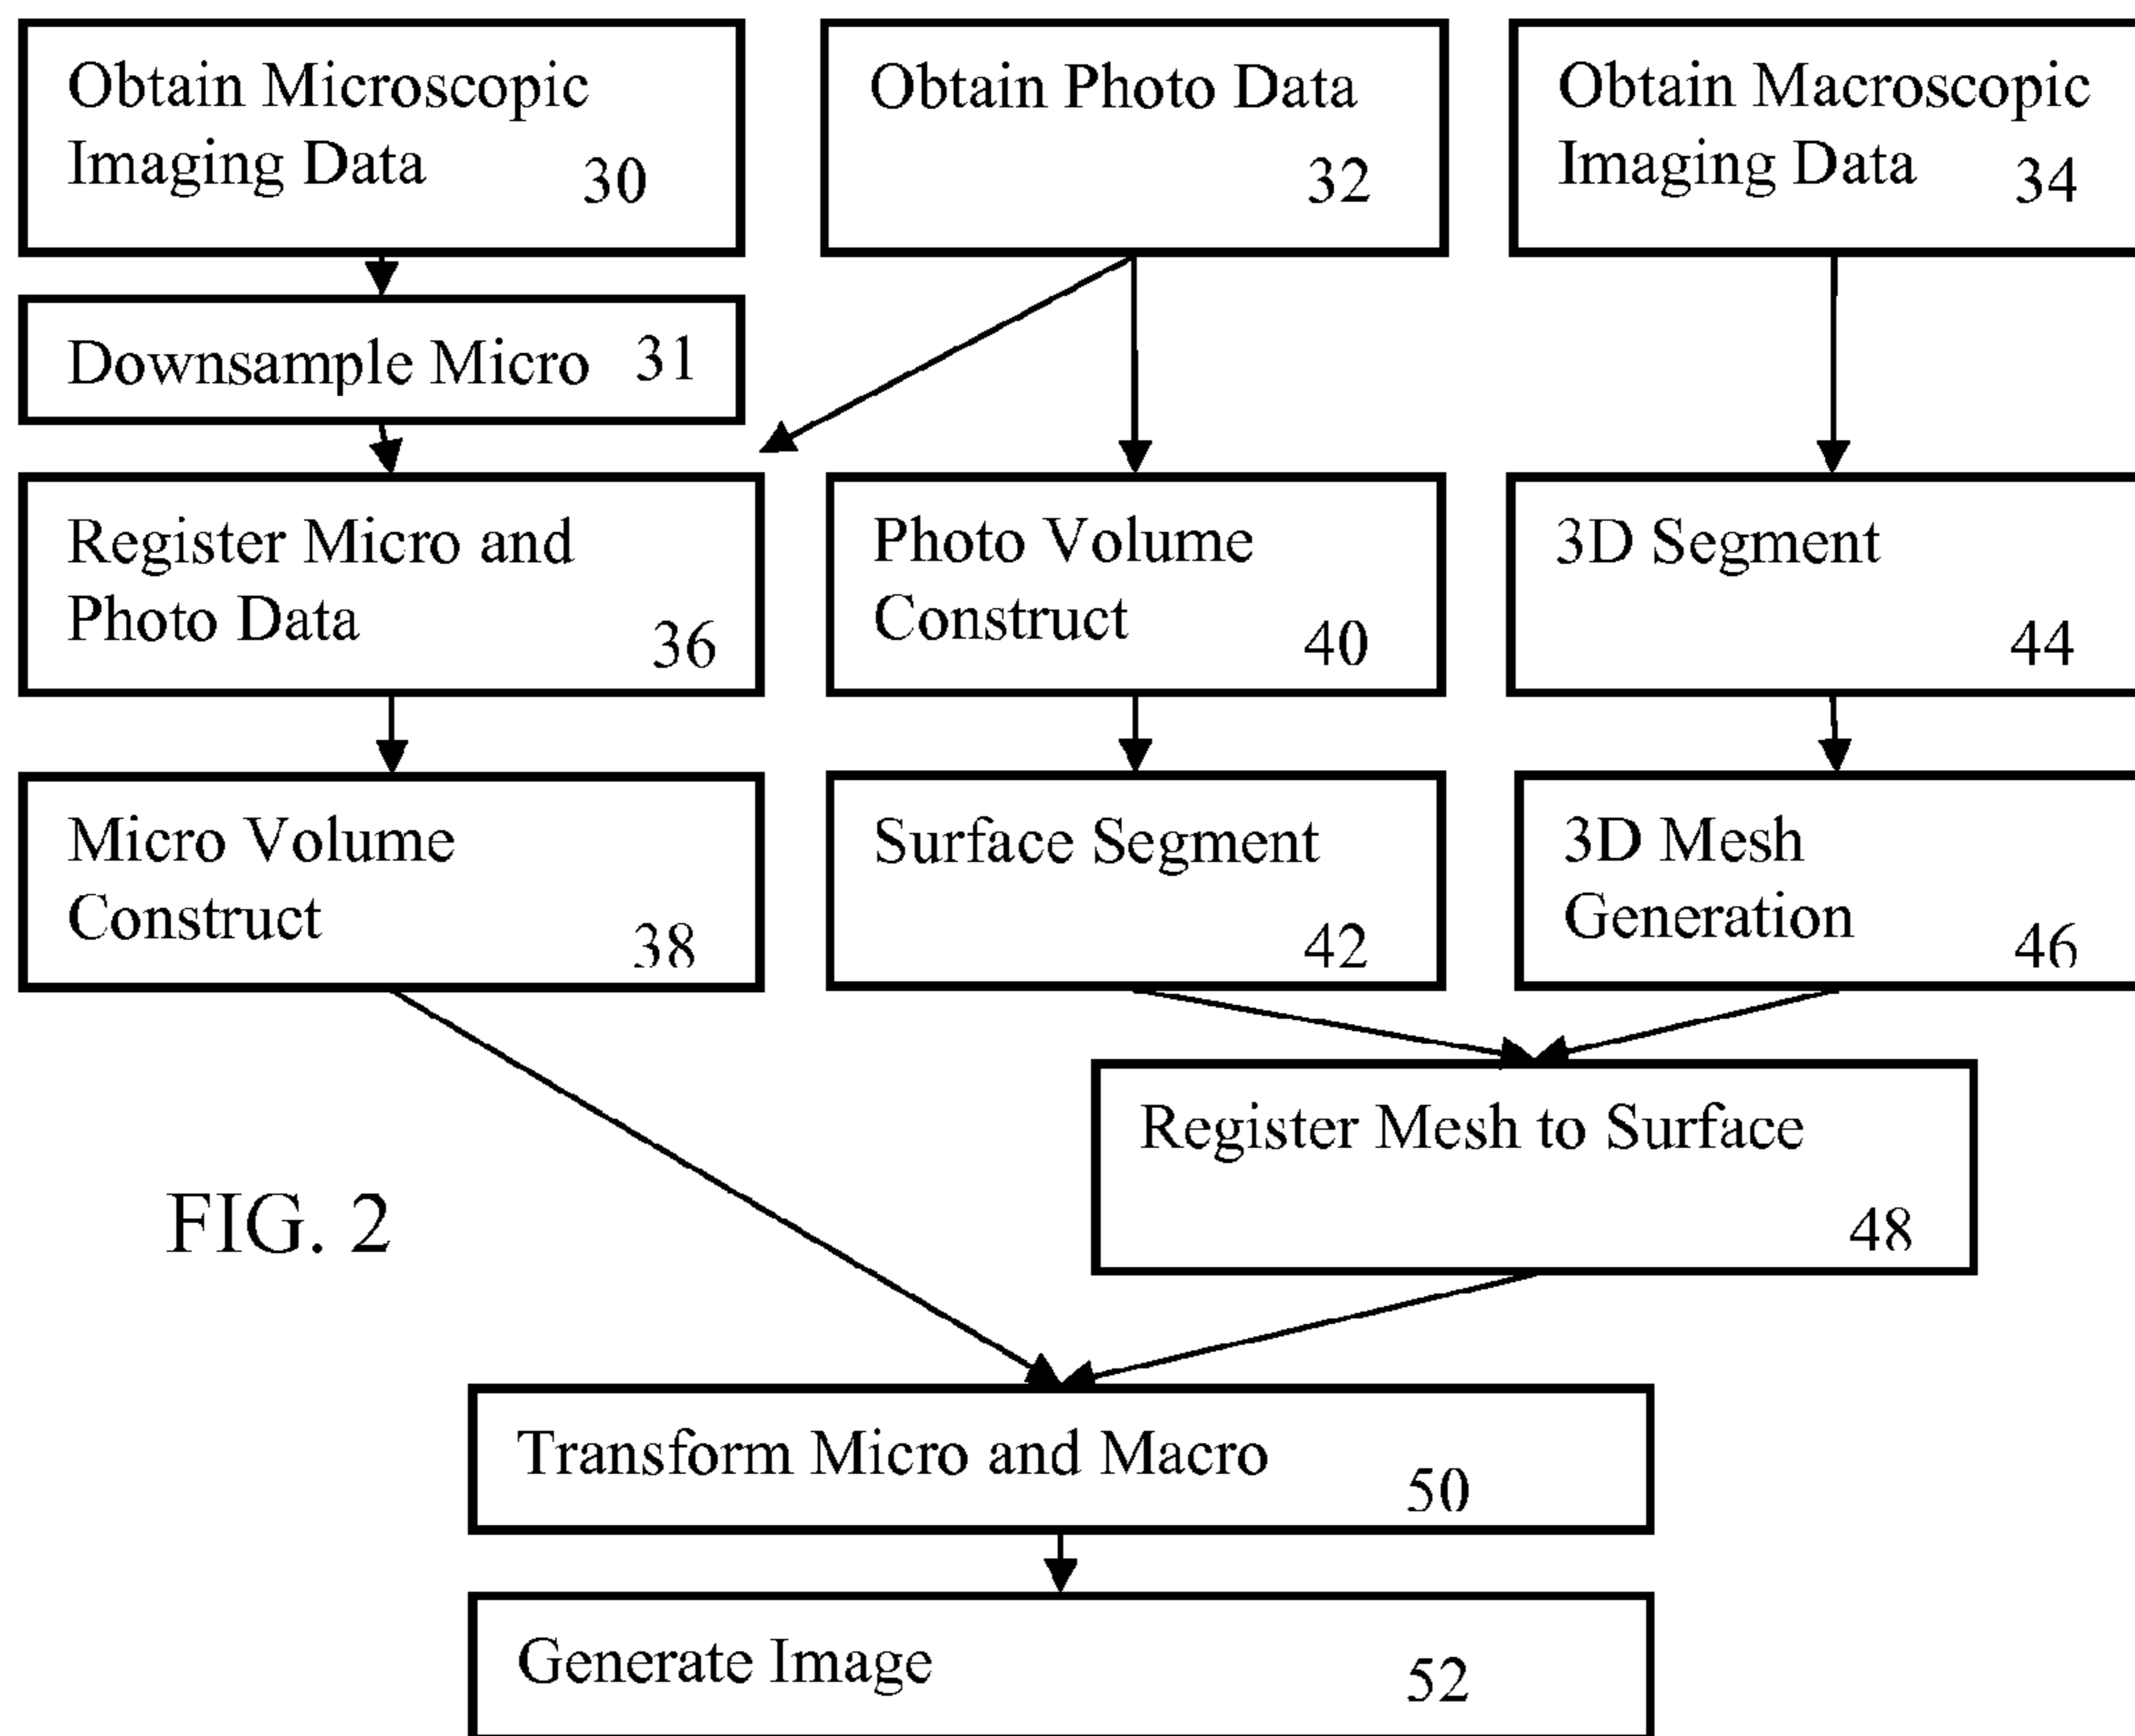 Obtain Microscopic
Imaging Data 30
Obtain Photo Data
32
Obtain Macroscopic
Imaging Data 34
Downsample Micro 31
Register Micro and
Photo Data 36
Photo Volume
Construct 40
3D Segment
44
Micro Volume
Construct 38
Surface Segment
42
3D Mesh
Generation 46
Register Mesh to Surface
48
FIG. 2
Transform Micro and Macro 50
Generate Image 52